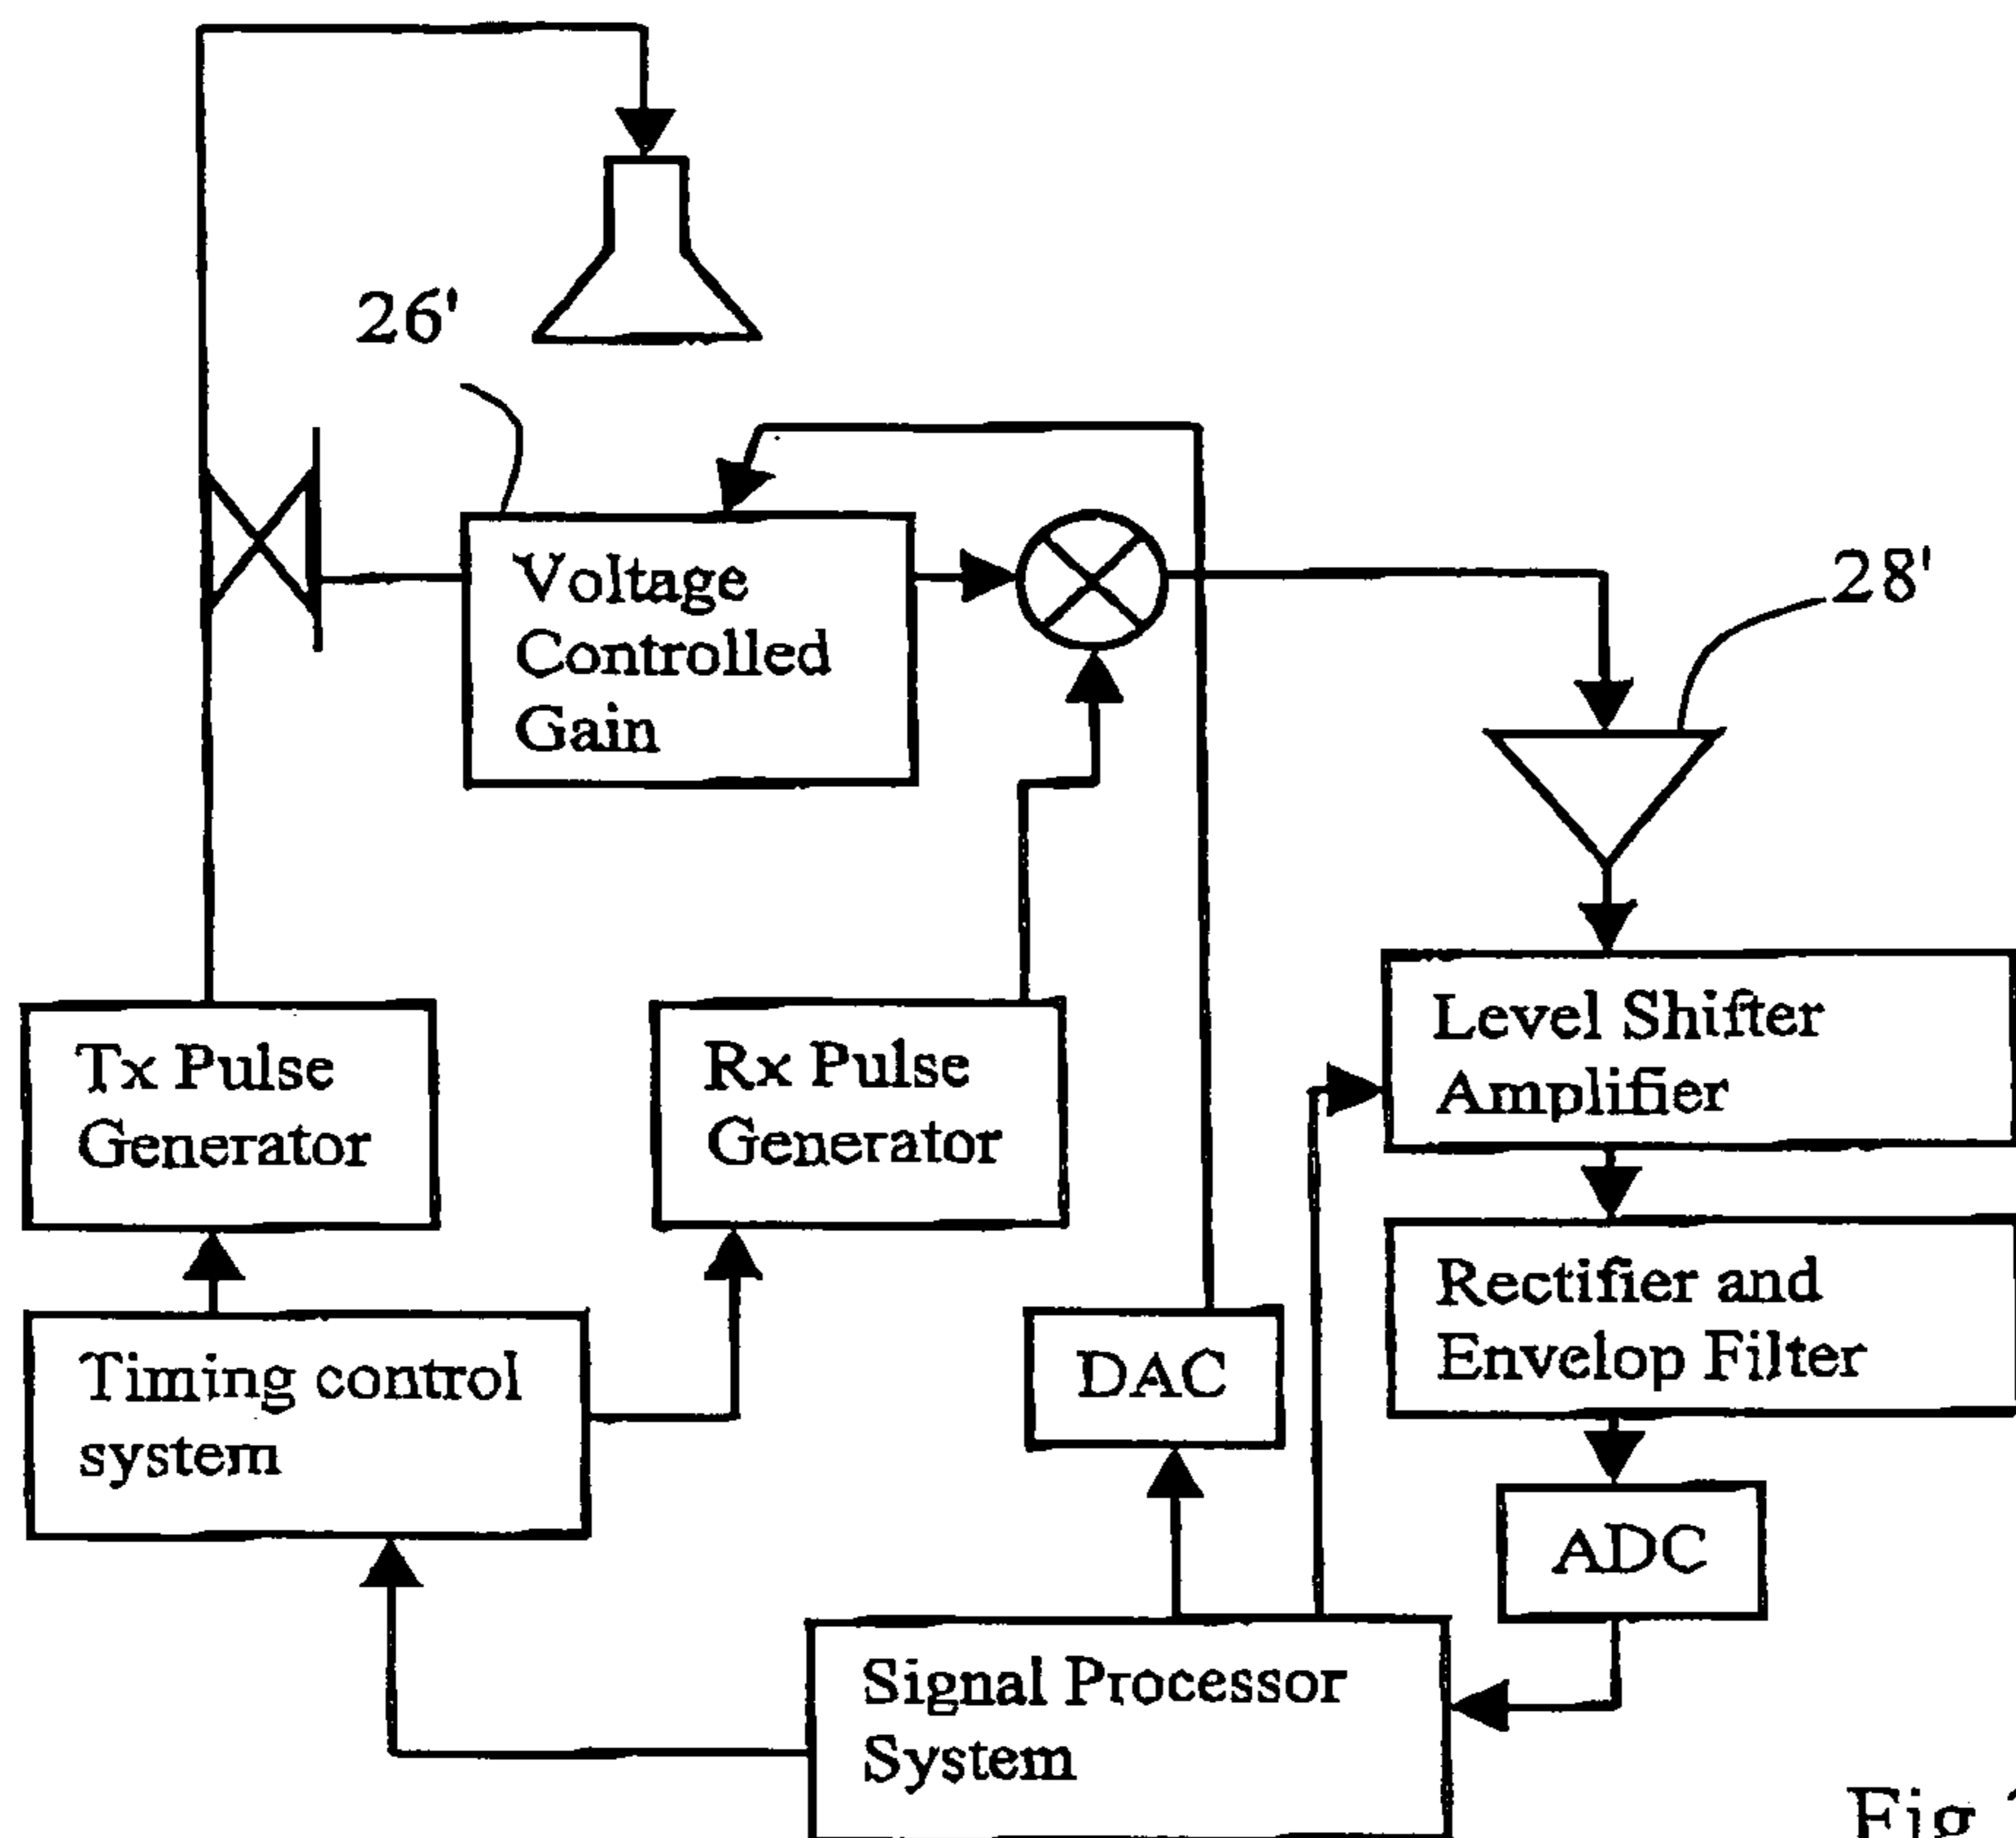 26'
Voltage
Controlled
Gain
28'
Level Shifter
Amplifier
Tx Pulse
Generator
Rx Pulse
Generator
Rectifier and
Envelop Filter
Timing control
system
DAC
ADC
Signal Processor
System
Fig